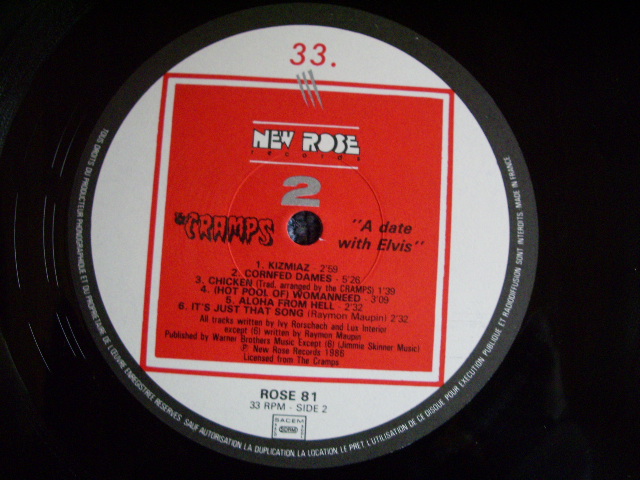 33.
NEW ROSE
records
2
The CRAMPS
"A date
with Elvis"
1. KIZMIAZ - 2'59
2. CORNFED DAMES - 5'26
3. CHICKEN (Trad. arranged by the CRAMPS) 1'39
4. (HOT POOL OF) WOMANNEED - 3'09
5. ALOHA FROM HELL - 2'32
6. IT'S JUST THAT SONG (Raymon Maupin) 2'32
All tracks written by Ivy Rorschach and Lux Interior
except (6) written by Raymon Maupin
Published by Warner Brothers Music Except (6) (Jimmie Skinner Music)
℗ New Rose Records 1986
Licensed from The Cramps
ROSE 81
33 RPM - SIDE 2
SACEM
TOUS DROITS DU PRODUCTEUR PHONOGRAPHIQUE ET DU PROPRIETAIRE DE L'ŒUVRE ENREGISTREE RESERVES SAUF AUTORISATION, LA DUPLICATION, LA LOCATION, LE PRET, L'UTILISATION DE CE DISQUE POUR EXECUTION PUBLIQUE ET RADIODIFFUSION SONT INTERDITS. MADE IN FRANCE